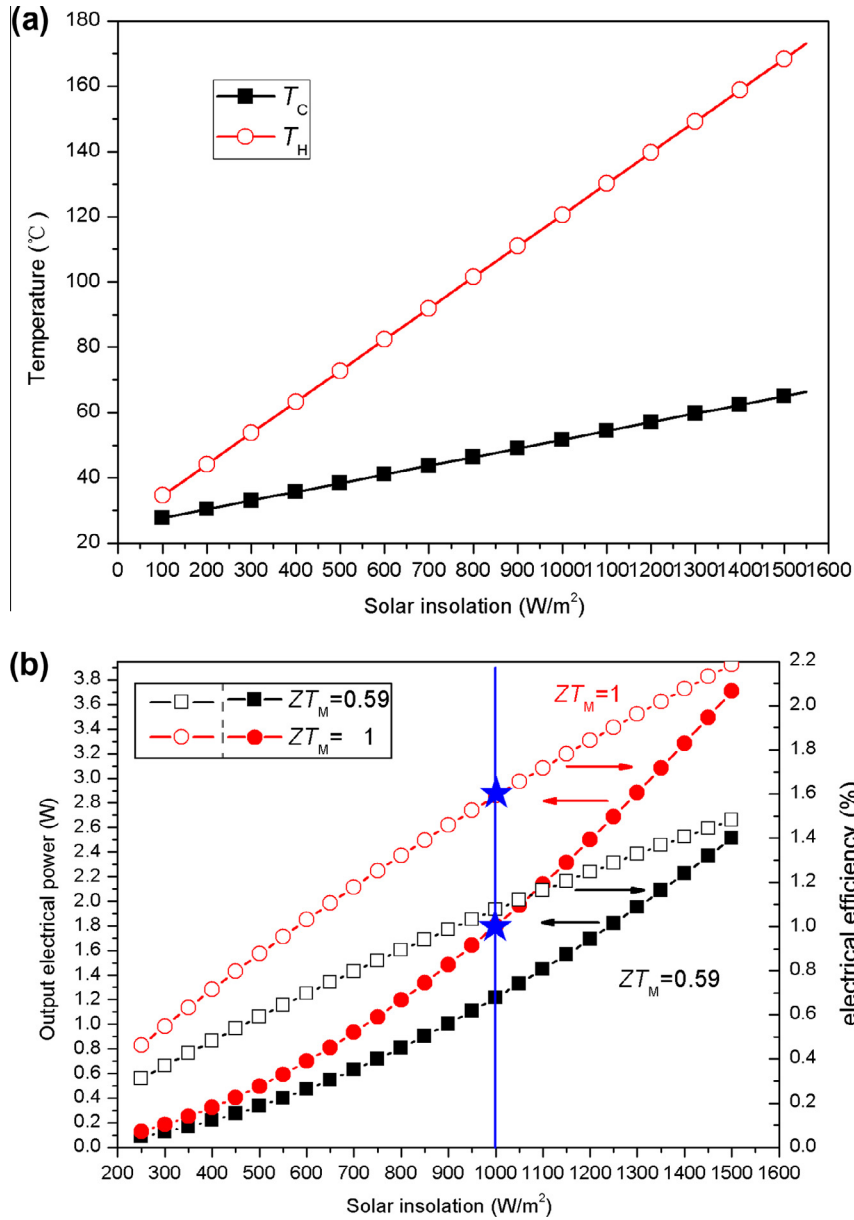 (a)
180
160
140
120
100
80
60
40
20
Temperature (℃)
T_C
T_H
0 100 200 300 400 500 600 700 800 900 1000 1100 1200 1300 1400 1500 1600
Solar insolation (W/m²)
(b)
3.8
3.6
3.4
3.2
3.0
2.8
2.6
2.4
2.2
2.0
1.8
1.6
1.4
1.2
1.0
0.8
0.6
0.4
0.2
0.0
Output electrical power (W)
ZT_M=0.59
ZT_M= 1
ZT_M=1
ZT_M=0.59
2.2
2.0
1.8
1.6
1.4
1.2
1.0
0.8
0.6
0.4
0.2
0.0
electrical efficiency (%)
200 300 400 500 600 700 800 900 1000 1100 1200 1300 1400 1500 1600
Solar insolation (W/m²)